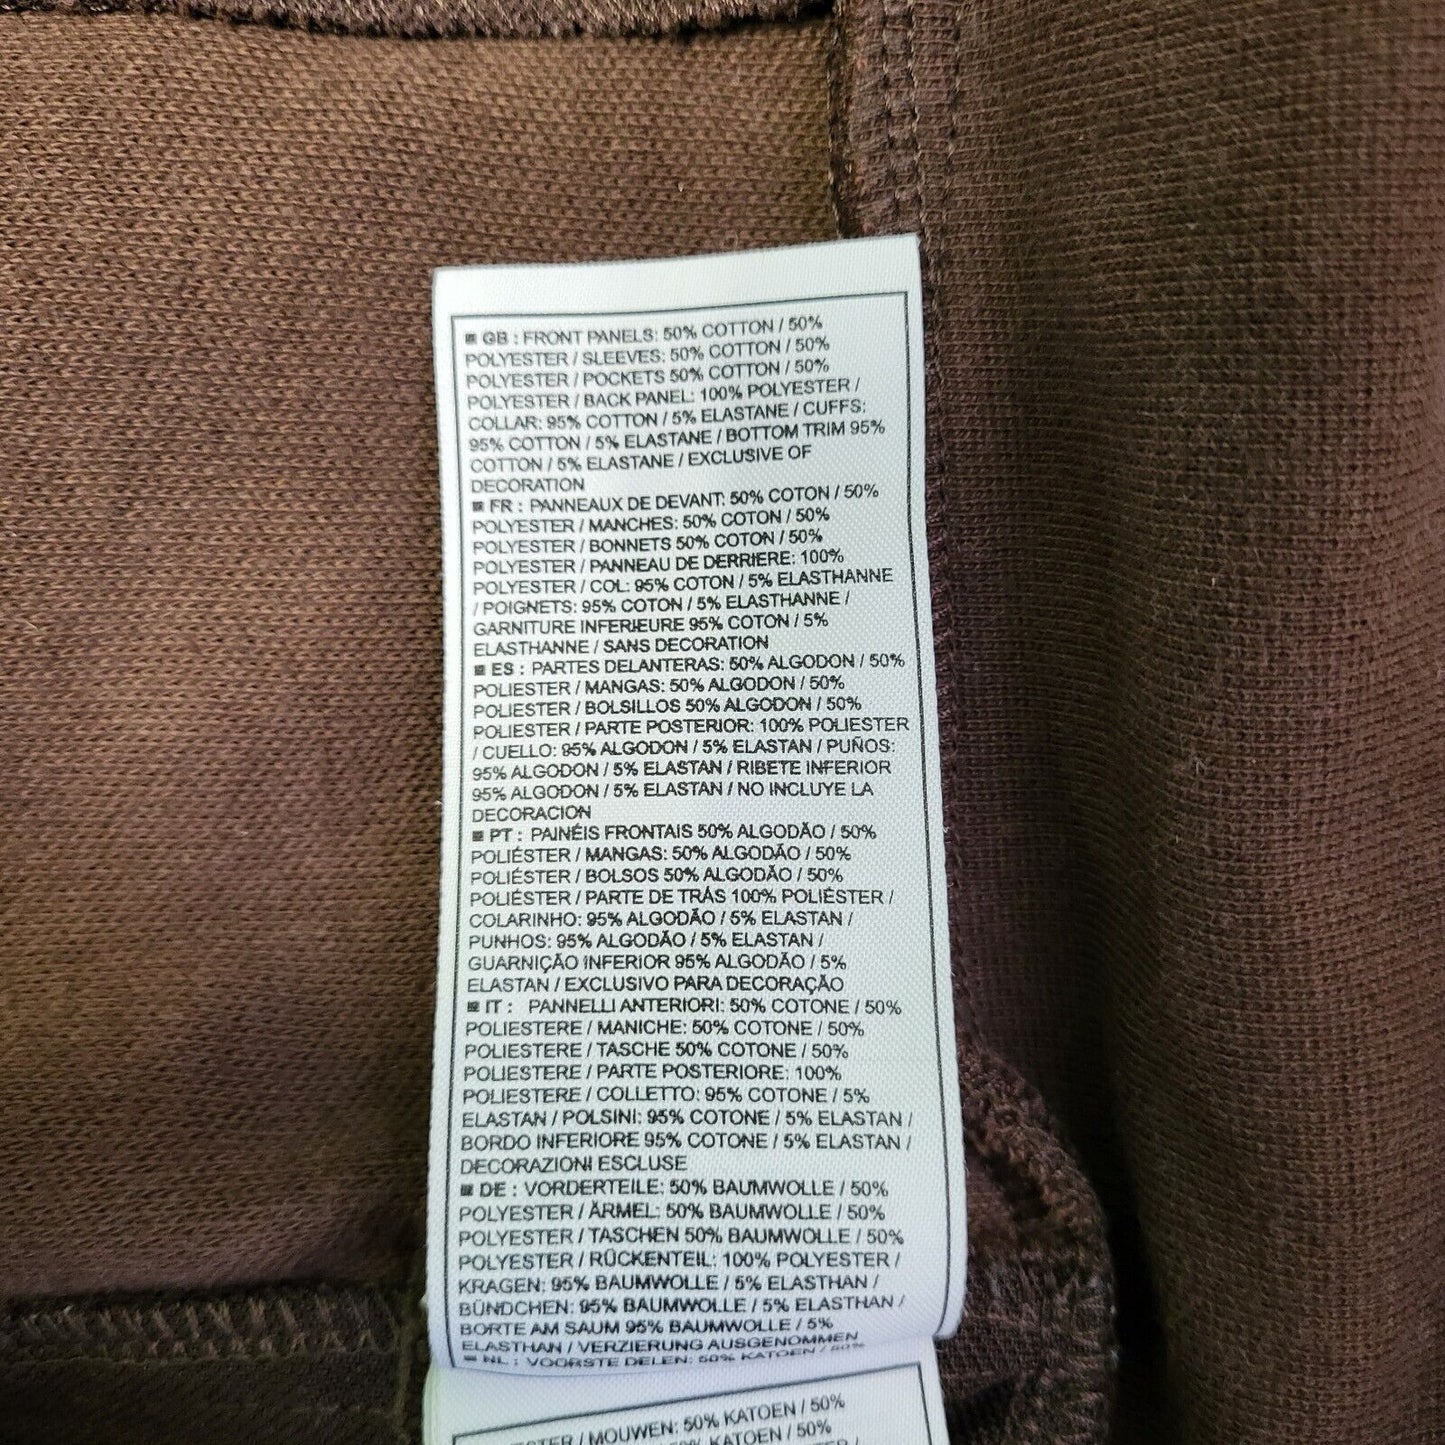 ■ GB : FRONT PANELS: 50% COTTON / 50%
POLYESTER / SLEEVES: 50% COTTON / 50%
POLYESTER / POCKETS 50% COTTON / 50%
POLYESTER / BACK PANEL: 100% POLYESTER /
COLLAR: 95% COTTON / 5% ELASTANE / CUFFS:
95% COTTON / 5% ELASTANE / BOTTOM TRIM 95%
COTTON / 5% ELASTANE / EXCLUSIVE OF
DECORATION
■ FR : PANNEAUX DE DEVANT: 50% COTON / 50%
POLYESTER / MANCHES: 50% COTON / 50%
POLYESTER / BONNETS 50% COTON / 50%
POLYESTER / PANNEAU DE DERRIERE: 100%
POLYESTER / COL: 95% COTON / 5% ELASTHANNE
/ POIGNETS: 95% COTON / 5% ELASTHANNE /
GARNITURE INFERIEURE 95% COTON / 5%
ELASTHANNE / SANS DECORATION
■ ES : PARTES DELANTERAS: 50% ALGODON / 50%
POLIESTER / MANGAS: 50% ALGODON / 50%
POLIESTER / BOLSILLOS 50% ALGODON / 50%
POLIESTER / PARTE POSTERIOR: 100% POLIESTER
/ CUELLO: 95% ALGODON / 5% ELASTAN / PUÑOS:
95% ALGODON / 5% ELASTAN / RIBETE INFERIOR
95% ALGODON / 5% ELASTAN / NO INCLUYE LA
DECORACION
■ PT : PAINÉIS FRONTAIS 50% ALGODÃO / 50%
POLIÉSTER / MANGAS: 50% ALGODÃO / 50%
POLIÉSTER / BOLSOS 50% ALGODÃO / 50%
POLIÉSTER / PARTE DE TRÁS 100% POLIÉSTER /
COLARINHO: 95% ALGODÃO / 5% ELASTAN /
PUNHOS: 95% ALGODÃO / 5% ELASTAN /
GUARNIÇÃO INFERIOR 95% ALGODÃO / 5%
ELASTAN / EXCLUSIVO PARA DECORAÇÃO
■ IT : PANNELLI ANTERIORI: 50% COTONE / 50%
POLIESTERE / MANICHE: 50% COTONE / 50%
POLIESTERE / TASCHE 50% COTONE / 50%
POLIESTERE / PARTE POSTERIORE: 100%
POLIESTERE / COLLETTO: 95% COTONE / 5%
ELASTAN / POLSINI: 95% COTONE / 5% ELASTAN /
BORDO INFERIORE 95% COTONE / 5% ELASTAN /
DECORAZIONI ESCLUSE
■ DE : VORDERTEILE: 50% BAUMWOLLE / 50%
POLYESTER / ÄRMEL: 50% BAUMWOLLE / 50%
POLYESTER / TASCHEN 50% BAUMWOLLE / 50%
POLYESTER / RÜCKENTEIL: 100% POLYESTER /
KRAGEN: 95% BAUMWOLLE / 5% ELASTHAN /
BÜNDCHEN: 95% BAUMWOLLE / 5% ELASTHAN /
BORTE AM SAUM 95% BAUMWOLLE / 5%
ELASTHAN / VERZIERUNG AUSGENOMMEN
■ NL : VOORSTE DELEN: 50% KATOEN / 50%
/ MOUWEN: 50% KATOEN / 50%
KATOEN / 50%